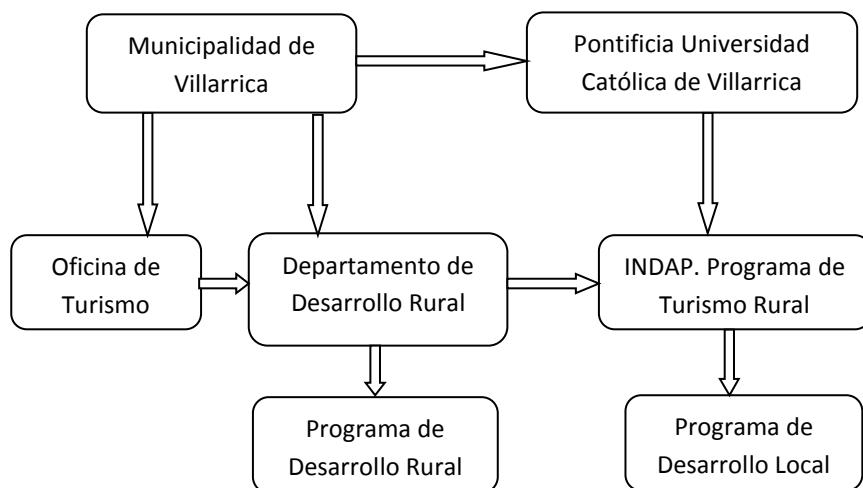 Municipalidad de
Villarrica
Pontificia Universidad
Católica de Villarrica
Oficina de
Turismo
Departamento de
Desarrollo Rural
INDAP. Programa de
Turismo Rural
Programa de
Desarrollo Rural
Programa de
Desarrollo Local